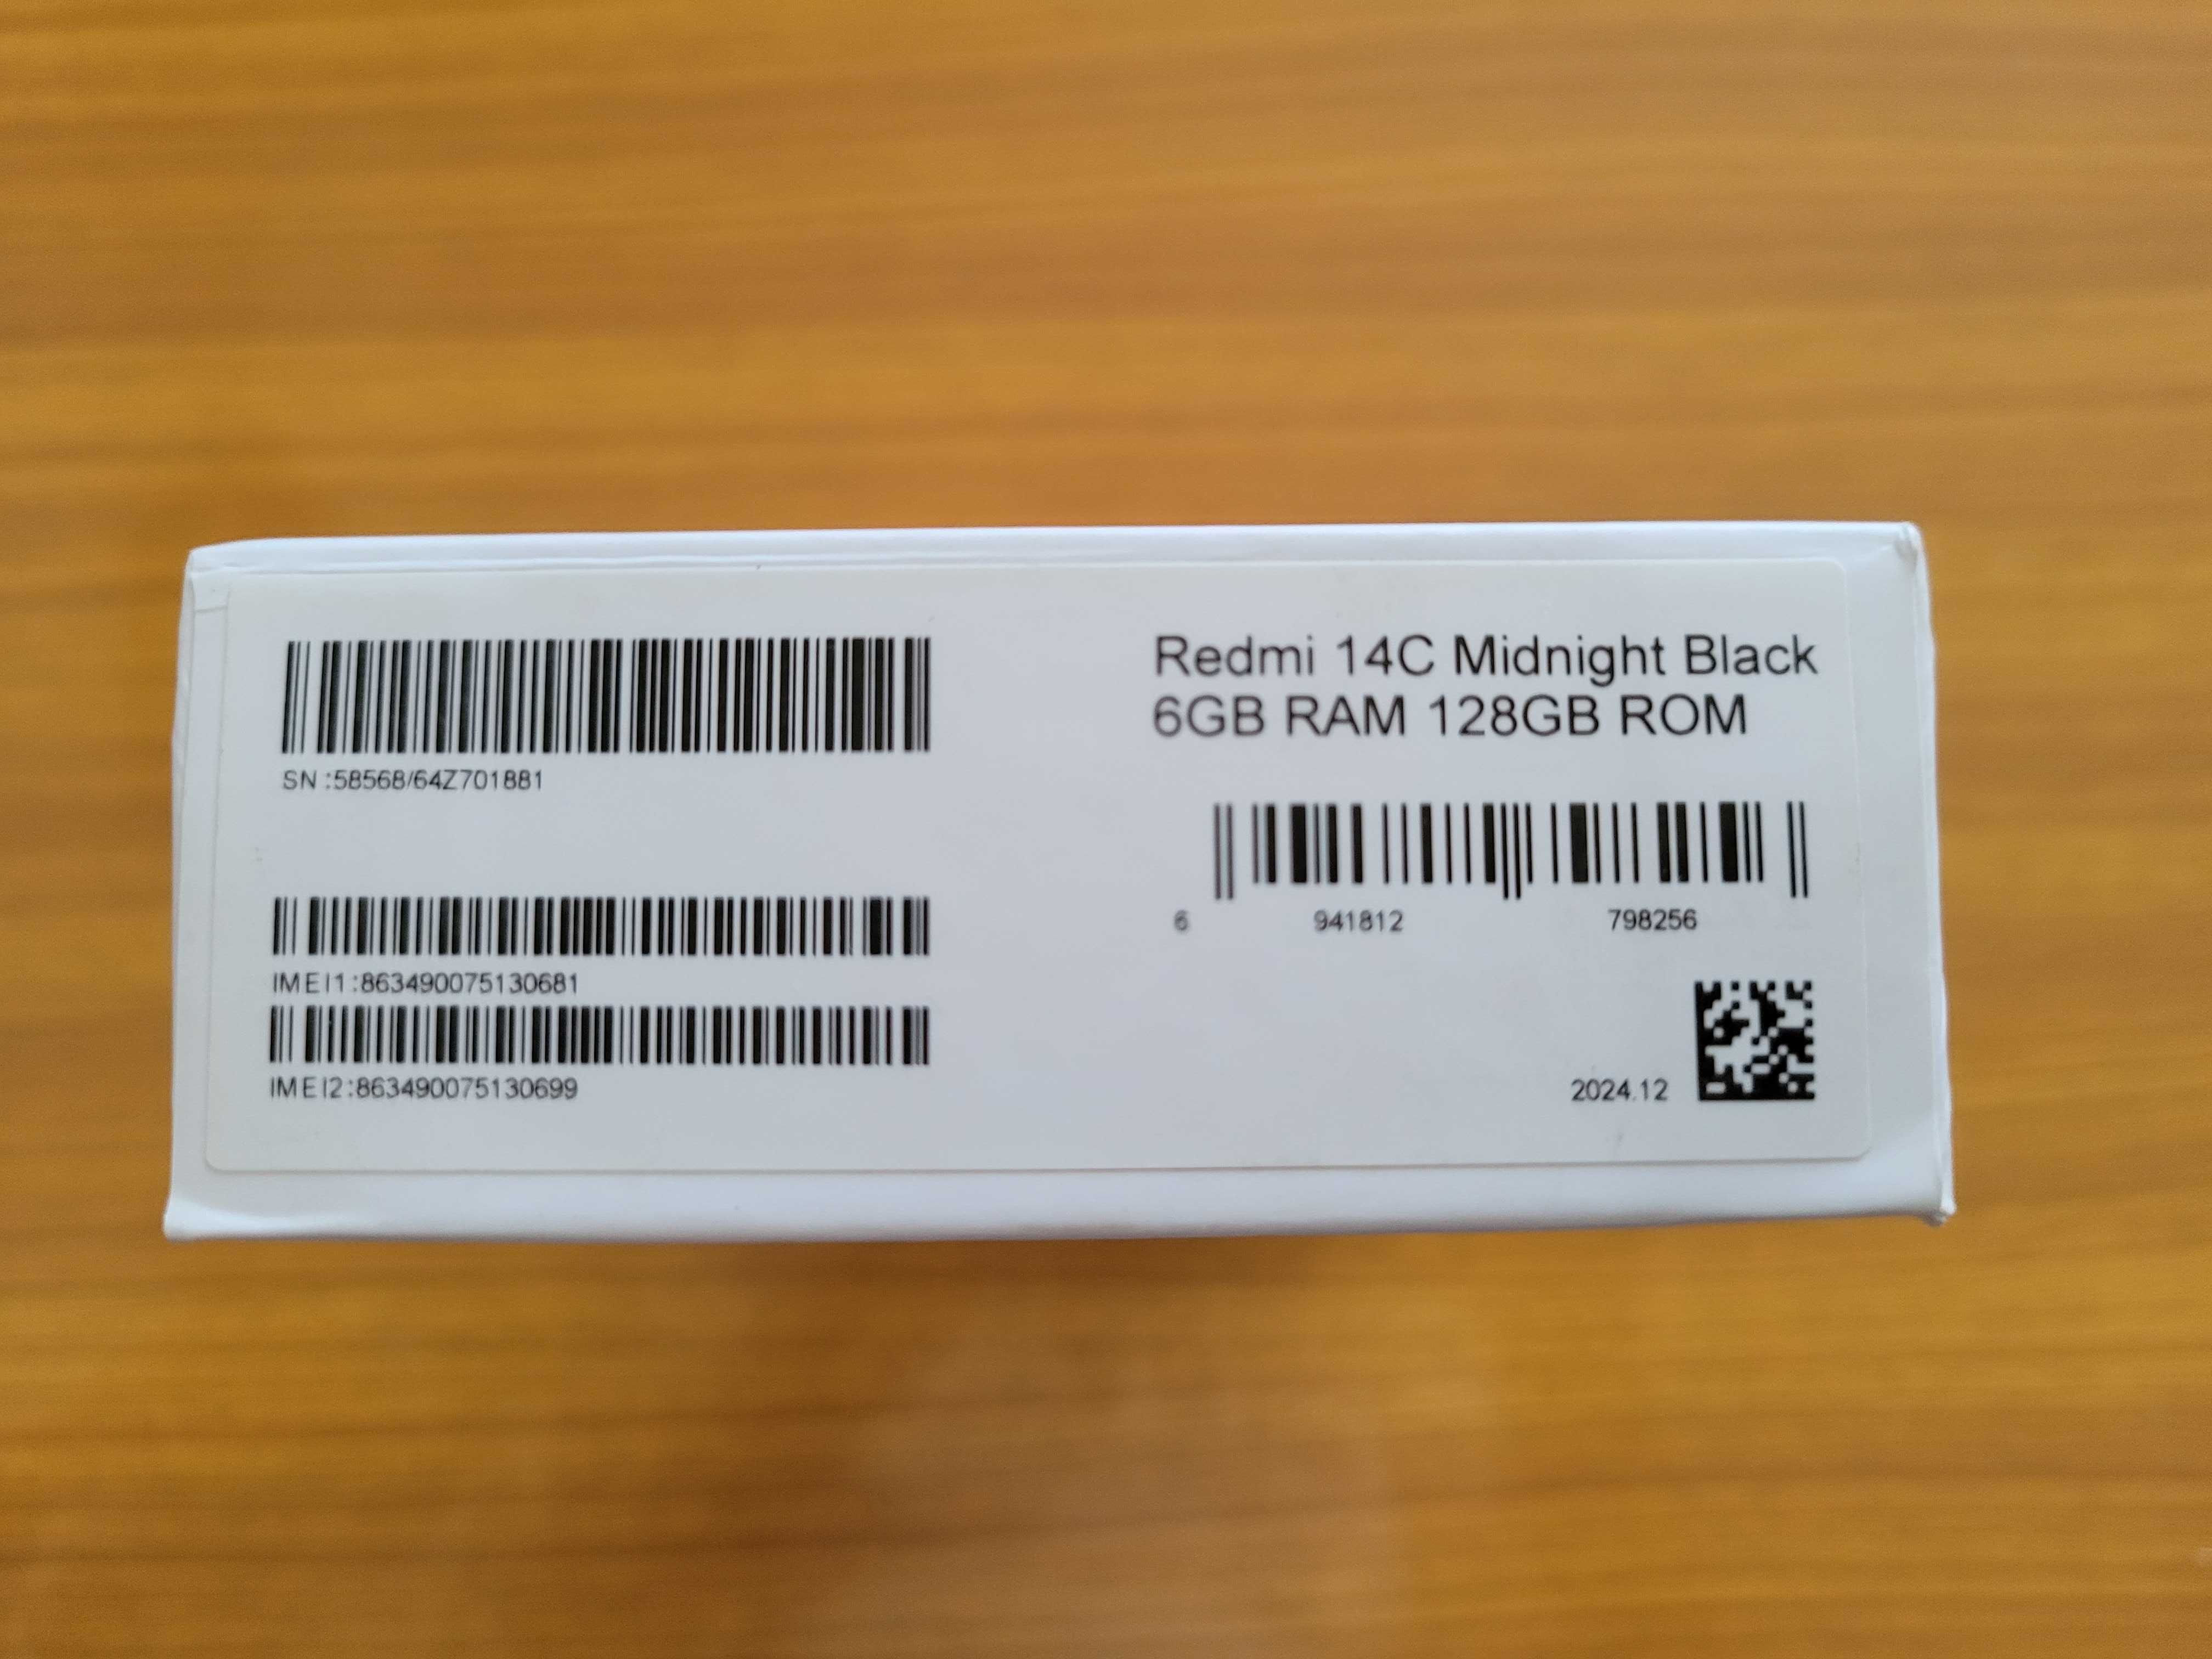 SN:58568/64Z701881
IMEI1:863490075130681
IMEI2:863490075130699
Redmi 14C Midnight Black
6GB RAM 128GB ROM
6 941812 798256
2024.12